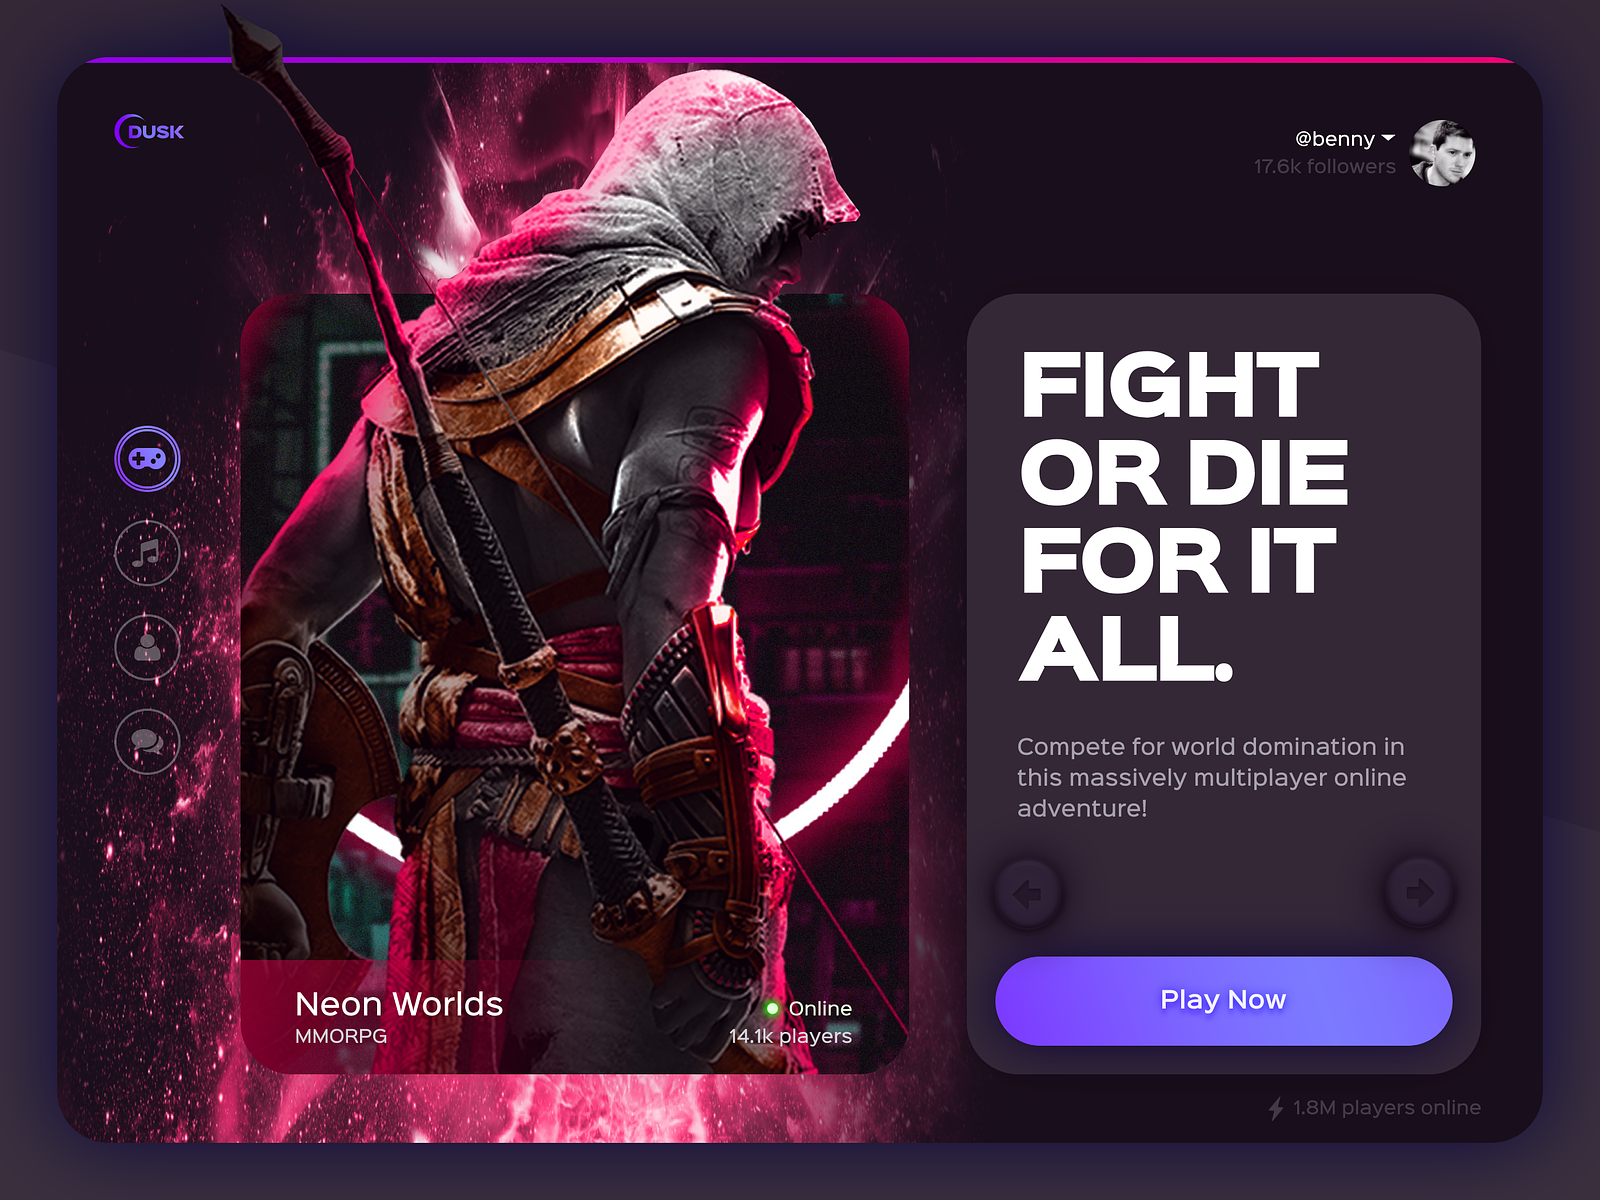 DUSK
@benny
17.6k followers
FIGHT
OR DIE
FOR IT
ALL.
Compete for world domination in
this massively multiplayer online
adventure!
Play Now
Neon Worlds
MMORPG
Online
14.1k players
1.8M players online